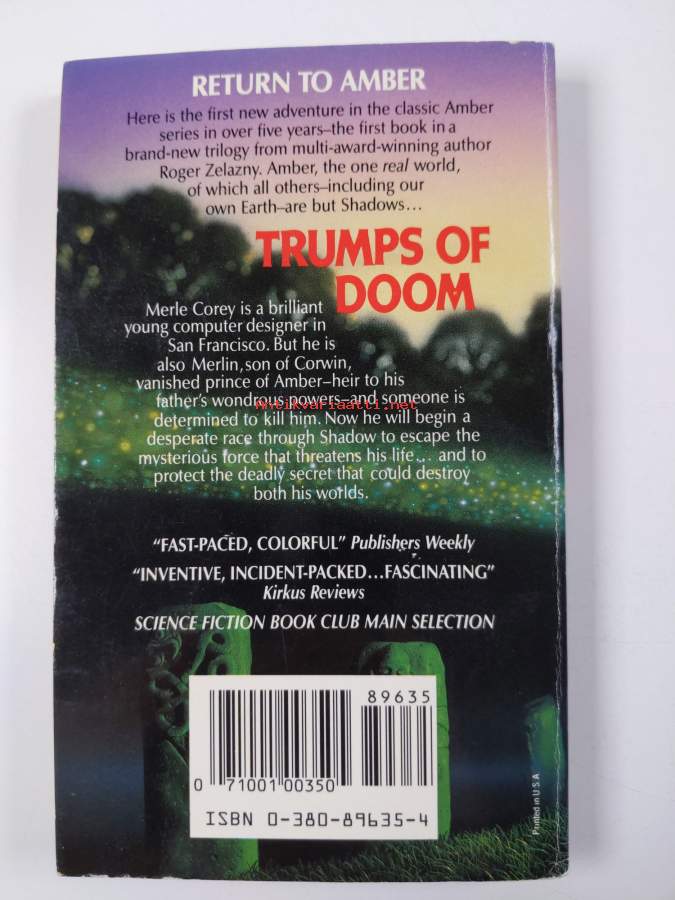 RETURN TO AMBER
Here is the first new adventure in the classic Amber
series in over five years–the first book in a
brand-new trilogy from multi-award-winning author
Roger Zelazny. Amber, the one real world,
of which all others–including our
own Earth–are but Shadows...
TRUMPS OF
DOOM
Merle Corey is a brilliant
young computer designer in
San Francisco. But he is
also Merlin, son of Corwin,
vanished prince of Amber–heir to his
father's wondrous powers–and someone is
Antikvariaatti.net
determined to kill him. Now he will begin a
desperate race through Shadow to escape the
mysterious force that threatens his life... and to
protect the deadly secret that could destroy
both his worlds.
"FAST-PACED, COLORFUL" Publishers Weekly
"INVENTIVE, INCIDENT-PACKED...FASCINATING"
Kirkus Reviews
SCIENCE FICTION BOOK CLUB MAIN SELECTION
89635
0 71001 00350
ISBN 0-380-89635-4
Printed in U.S.A.